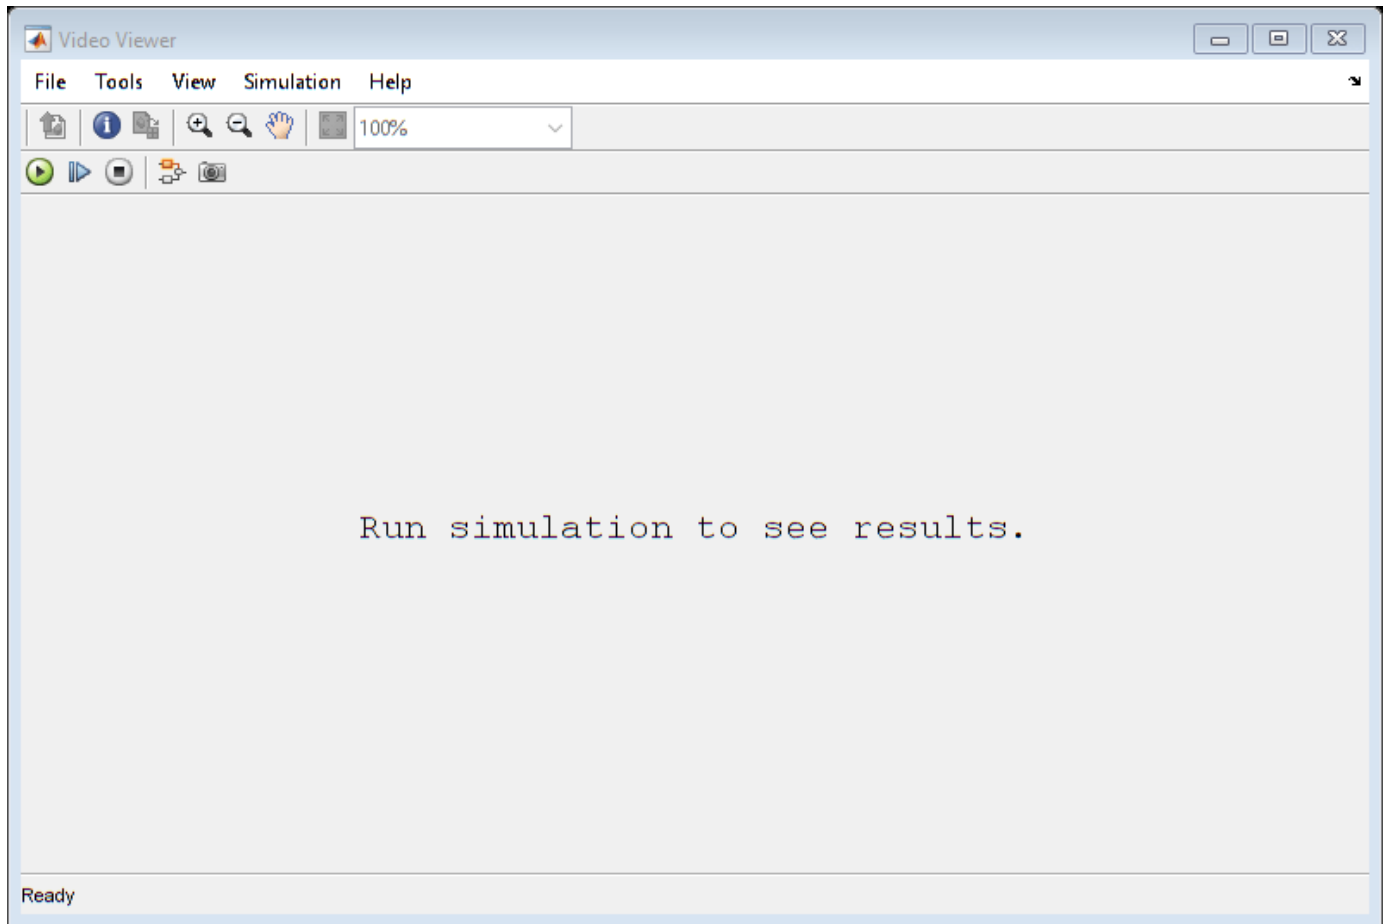 Video Viewer
File Tools View Simulation Help
100%
Run simulation to see results.
Ready